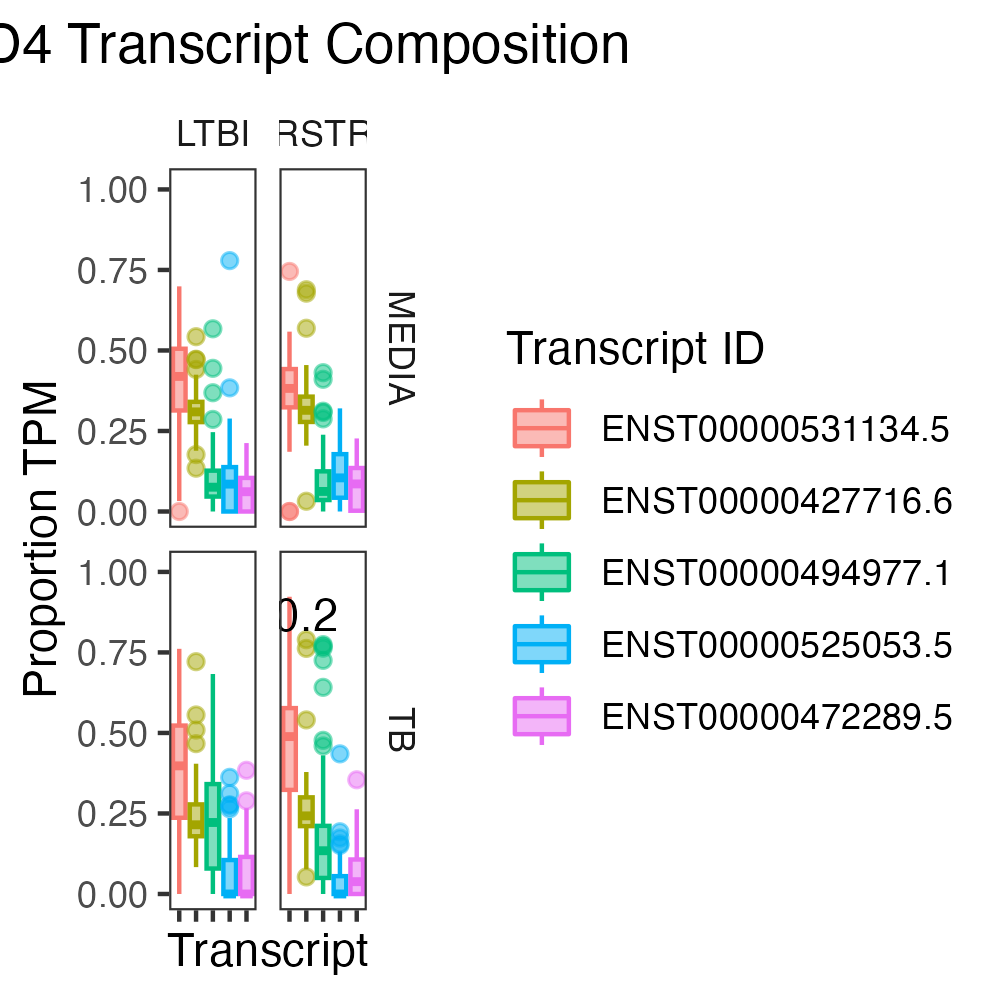 D4 Transcript Composition
LTBI
RSTR
1.00
0.75
0.50
0.25
0.00
MEDIA
1.00
0.75
0.50
0.25
0.00
0.2
TB
Proportion TPM
Transcript
Transcript ID
ENST00000531134.5
ENST00000427716.6
ENST00000494977.1
ENST00000525053.5
ENST00000472289.5